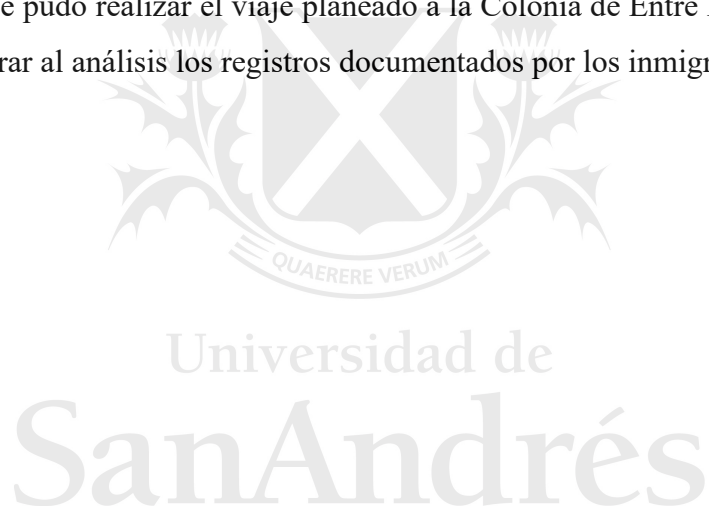 e pudo realizar el viaje planeado a la Colonia de Entre
rar al análisis los registros documentados por los inmigr
QUAERERE VERUM
Universidad de
SanAndrés